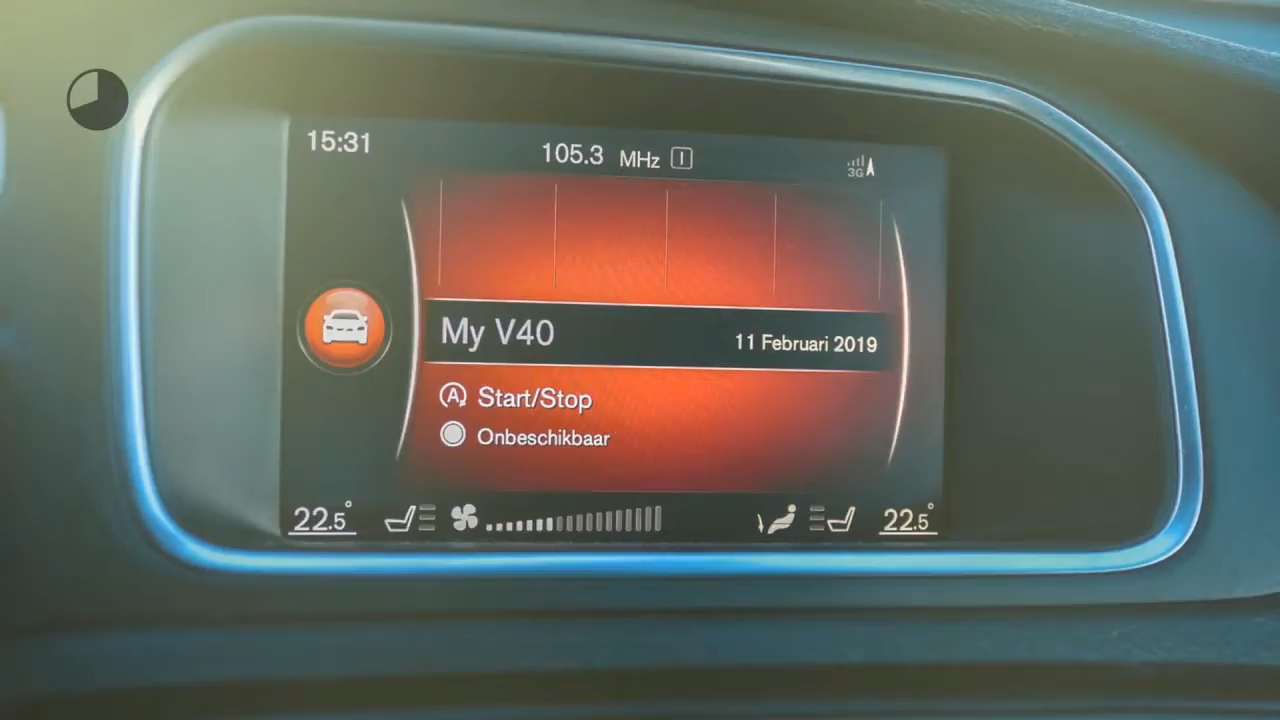 15:31
105.3 MHz I
3G
My V40
11 Februari 2019
A Start/Stop
Onbeschikbaar
22.5°
22.5°